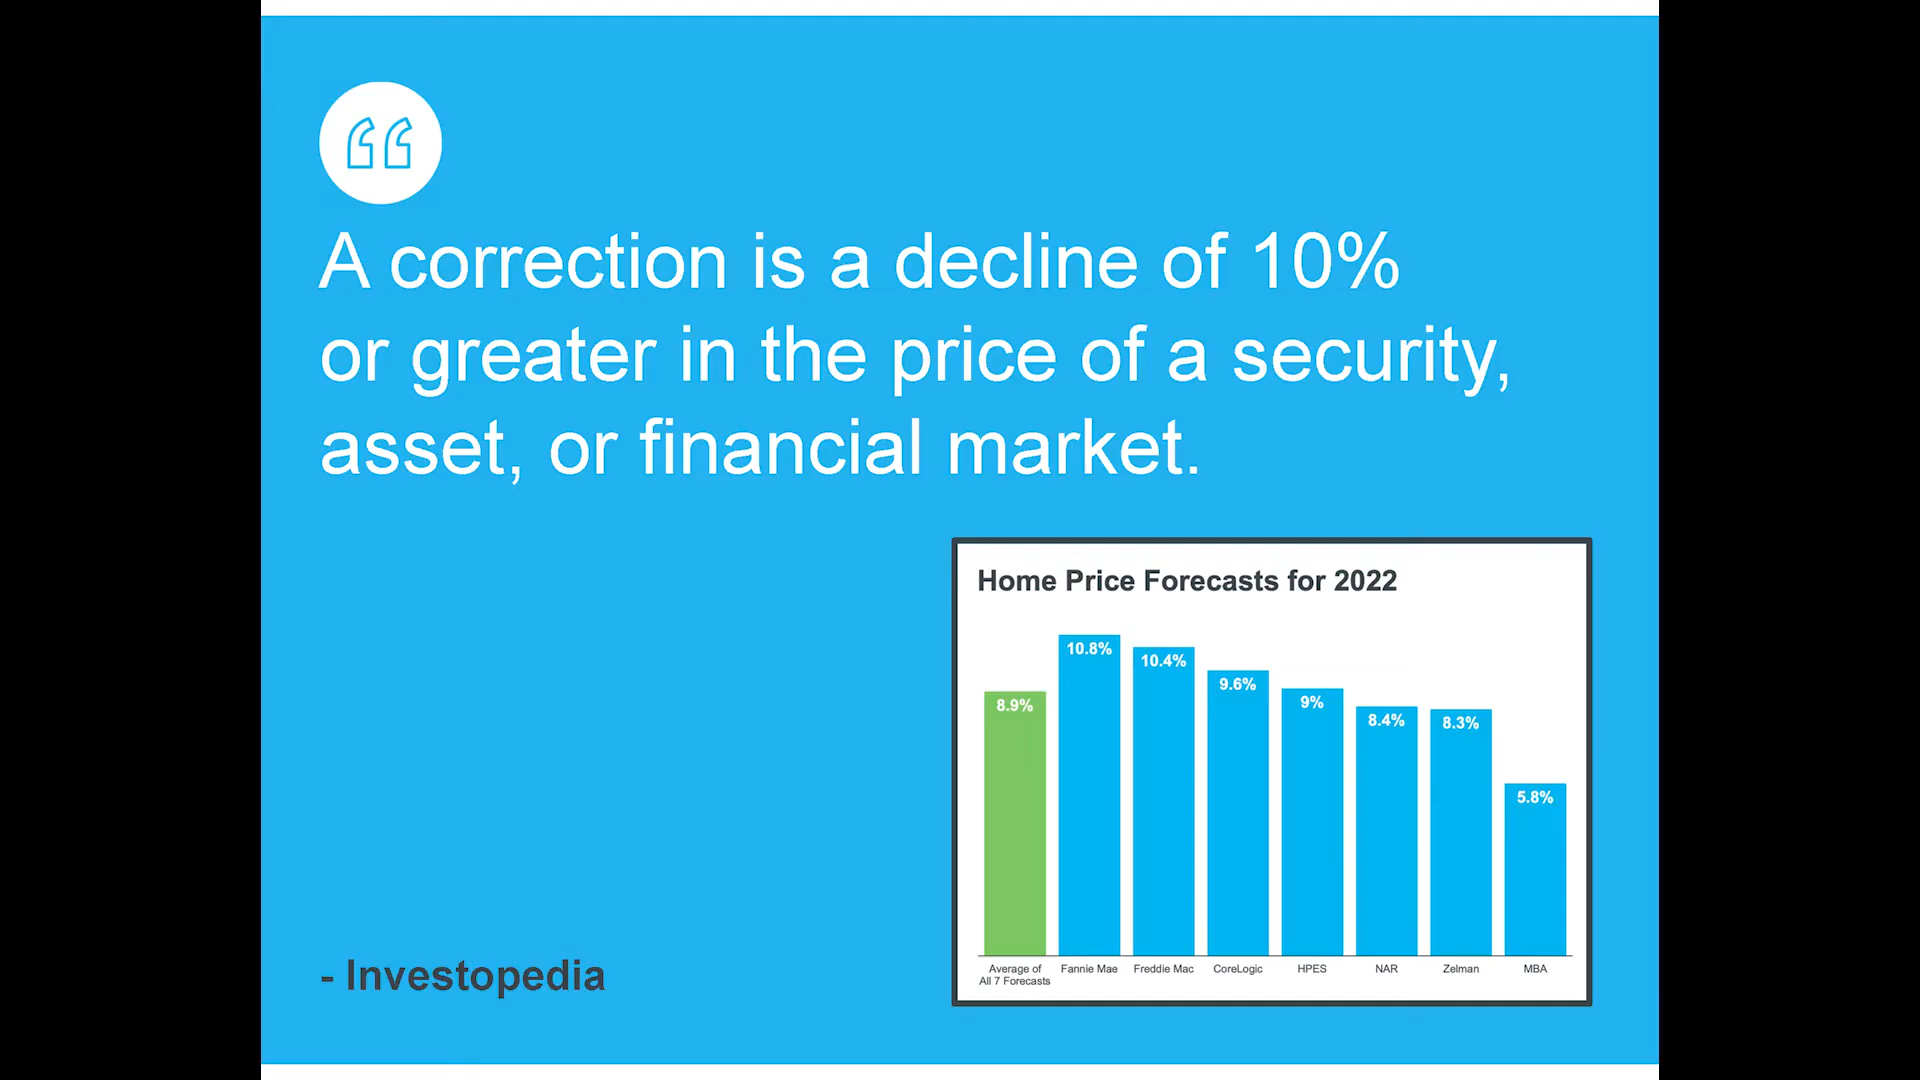 “
A correction is a decline of 10%
or greater in the price of a security,
asset, or financial market.
- Investopedia
Home Price Forecasts for 2022
8.9%
10.8%
10.4%
9.6%
9%
8.4%
8.3%
5.8%
Average of
All 7 Forecasts
Fannie Mae
Freddie Mac
CoreLogic
HPES
NAR
Zelman
MBA